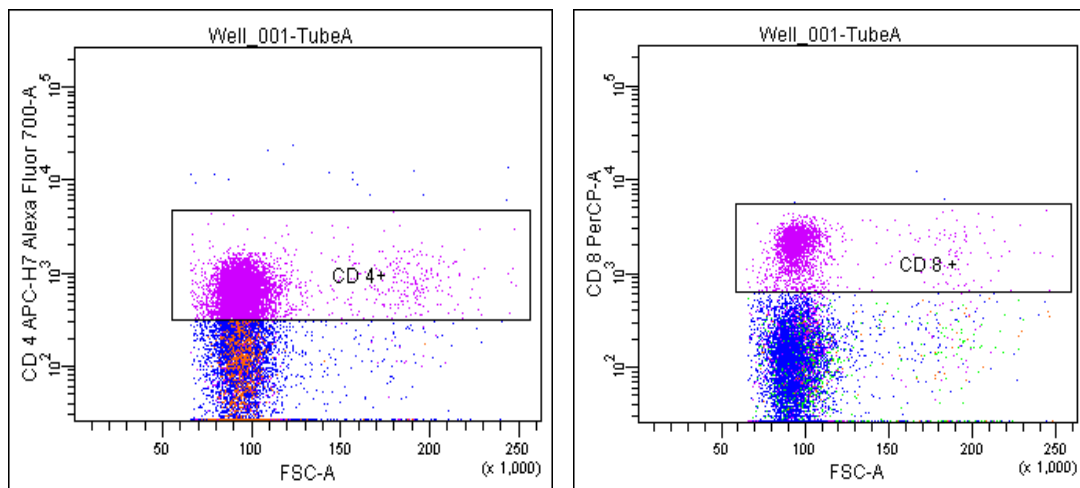 Well_001-TubeA
CD 4 APC-H7 Alexa Fluor 700-A
10^5
10^4
10^3
10^2
CD 4+
50 100 150 200 250
(x 1,000)
FSC-A
Well_001-TubeA
CD 8 PerCP-A
10^5
10^4
10^3
10^2
CD 8 +
50 100 150 200 250
(x 1,000)
FSC-A